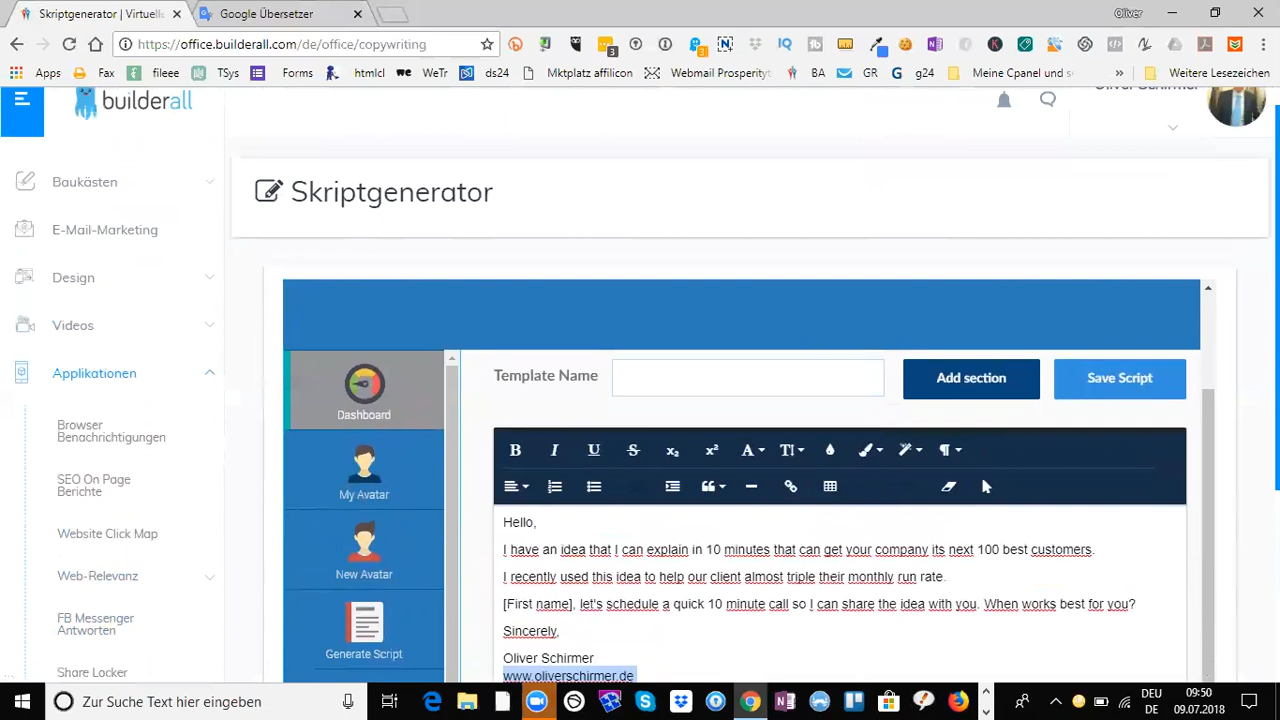 Skriptgenerator | Virtuelle
Google Übersetzer
Oliver
https://office.builderall.com/de/office/copywriting
3
3
Apps
Fax
fileee
TSys
Forms
htmlcl
WeTr
ds24
Mktplatz affilicon
Webmail Prosperity
BA
GR
g24
Meine Cpanel und so
»
Weitere Lesezeichen
builderall
Oliver Schirmer
Baukästen
E-Mail-Marketing
Design
Videos
Applikationen
Browser
Benachrichtigungen
SEO On Page
Berichte
Website Click Map
Web-Relevanz
FB Messenger
Antworten
Share Locker
Skriptgenerator
Dashboard
My Avatar
New Avatar
Generate Script
Template Name
Add section
Save Script
Hello,
I have an idea that I can explain in 10 minutes that can get your company its next 100 best customers.
I recently used this idea to help our client almost triple their monthly run rate.
[First name], let's schedule a quick 10 minute call so I can share the idea with you. When works best for you?
Sincerely,
Oliver Schirmer
www.oliverschirmer.de
Zur Suche Text hier eingeben
DEU
DE
09:50
09.07.2018